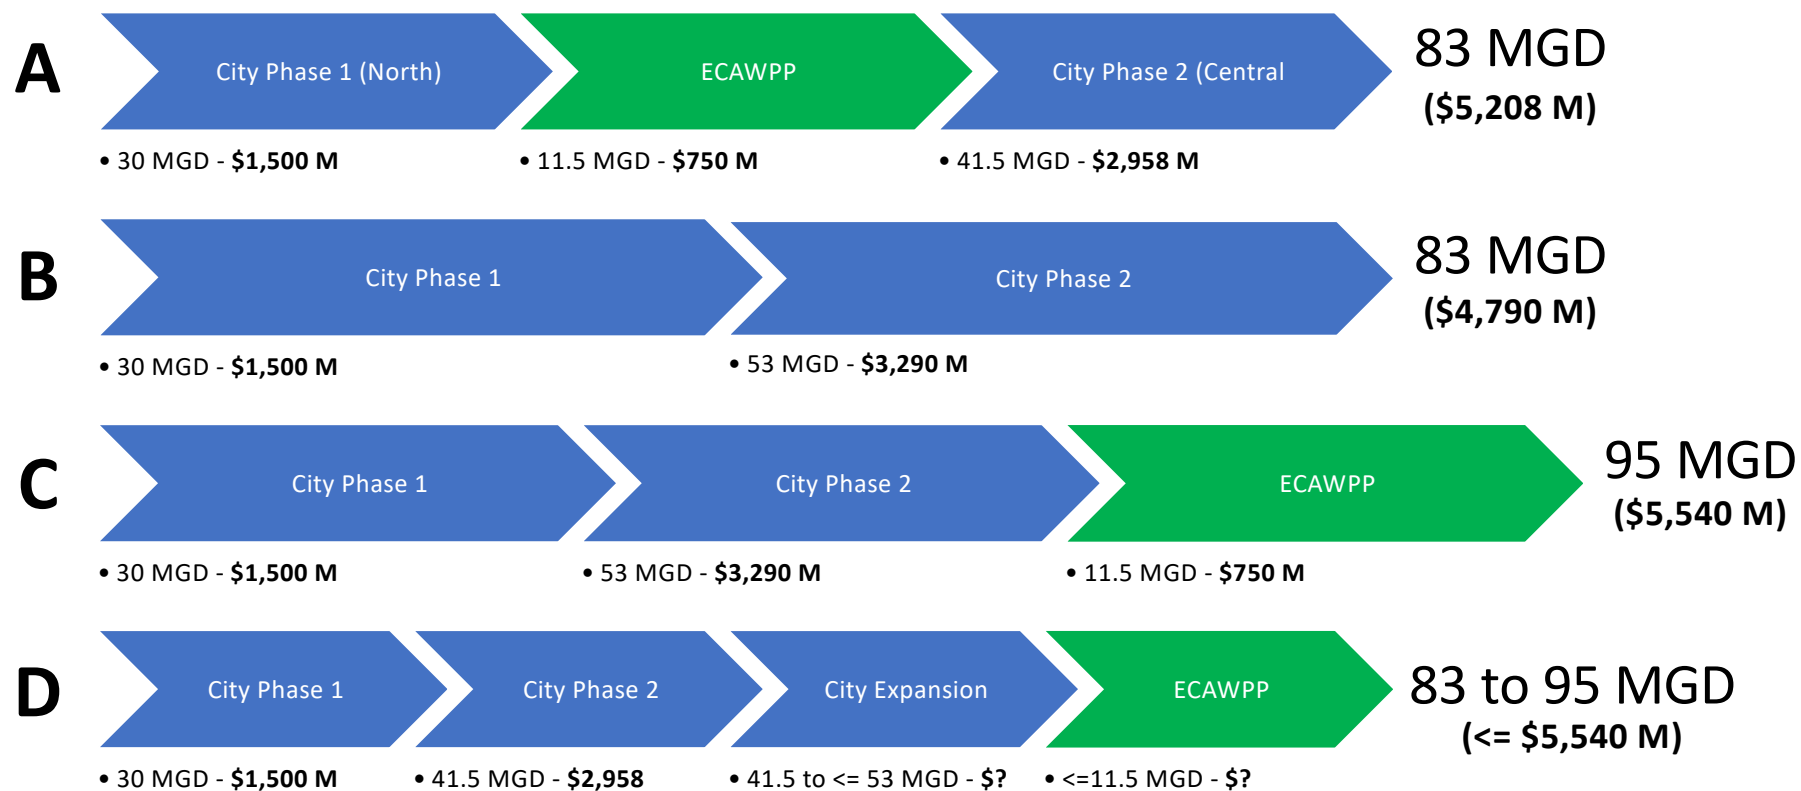 A
City Phase 1 (North)
ECAWPP
City Phase 2 (Central
83 MGD
($5,208 M)
• 30 MGD - $1,500 M
• 11.5 MGD - $750 M
• 41.5 MGD - $2,958 M
B
City Phase 1
City Phase 2
83 MGD
($4,790 M)
• 30 MGD - $1,500 M
• 53 MGD - $3,290 M
C
City Phase 1
City Phase 2
ECAWPP
95 MGD
($5,540 M)
• 30 MGD - $1,500 M
• 53 MGD - $3,290 M
• 11.5 MGD - $750 M
D
City Phase 1
City Phase 2
City Expansion
ECAWPP
83 to 95 MGD
(<= $5,540 M)
• 30 MGD - $1,500 M
• 41.5 MGD - $2,958
• 41.5 to <= 53 MGD - $?
• <=11.5 MGD - $?